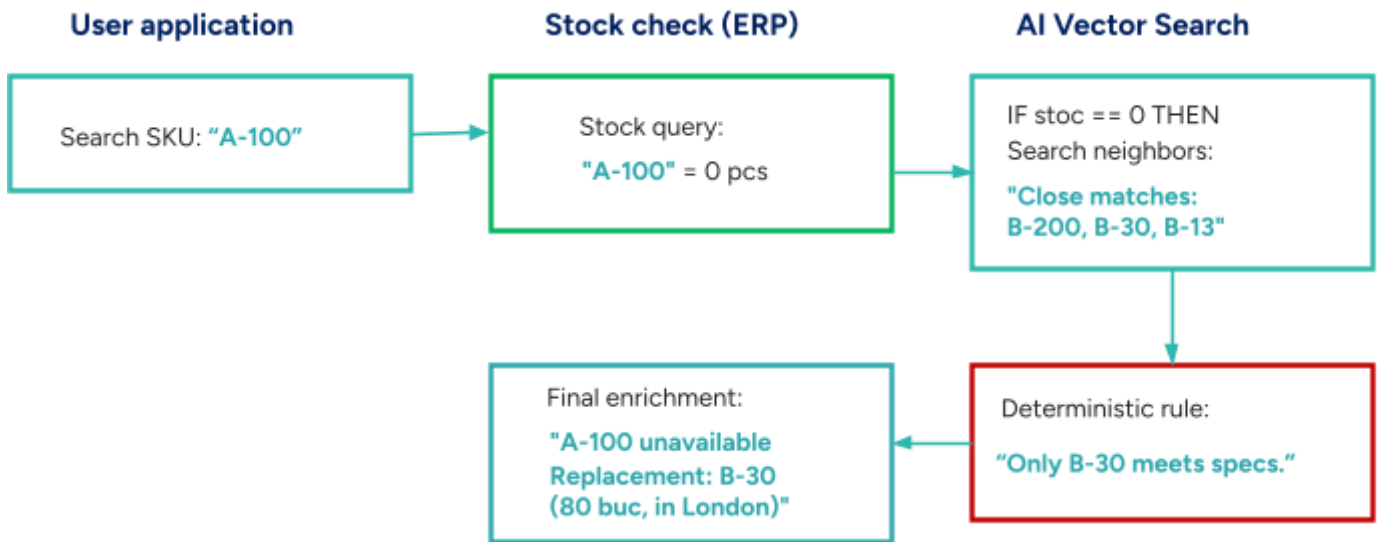 User application
Stock check (ERP)
AI Vector Search
Search SKU: “A-100”
Stock query:
"A-100" = 0 pcs
IF stoc == 0 THEN
Search neighbors:
"Close matches:
B-200, B-30, B-13"
Final enrichment:
"A-100 unavailable
Replacement: B-30
(80 buc, in London)"
Deterministic rule:
“Only B-30 meets specs.”